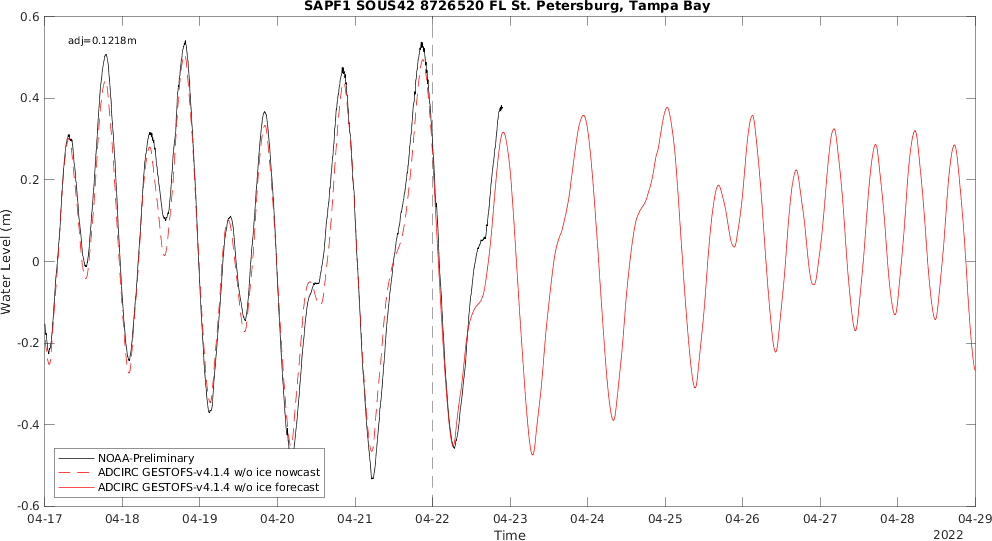 SAPF1 SOUS42 8726520 FL St. Petersburg, Tampa Bay
adj=0.1218m
0.6
0.4
0.2
0
-0.2
-0.4
-0.6
Water Level (m)
NOAA-Preliminary
ADCIRC GESTOFS-v4.1.4 w/o ice nowcast
ADCIRC GESTOFS-v4.1.4 w/o ice forecast
04-17 04-18 04-19 04-20 04-21 04-22 04-23 04-24 04-25 04-26 04-27 04-28 04-29
Time
2022